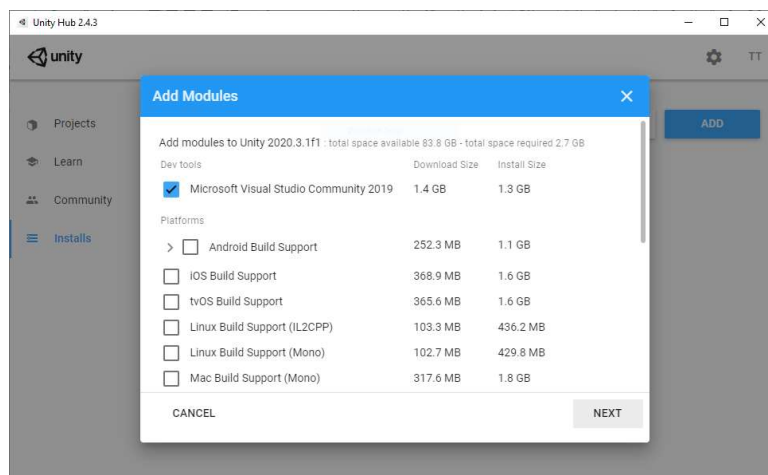 Unity Hub 2.4.3
unity
TT
Add Modules
Projects
ADD
Add modules to Unity 2020.3.1f1 : total space available 83.8 GB - total space required 2.7 GB
Dev tools Download Size Install Size
Learn
Microsoft Visual Studio Community 2019 1.4 GB 1.3 GB
Community
Platforms
Installs
Android Build Support 252.3 MB 1.1 GB
iOS Build Support 368.9 MB 1.6 GB
tvOS Build Support 365.6 MB 1.6 GB
Linux Build Support (IL2CPP) 103.3 MB 436.2 MB
Linux Build Support (Mono) 102.7 MB 429.8 MB
Mac Build Support (Mono) 317.6 MB 1.8 GB
CANCEL NEXT